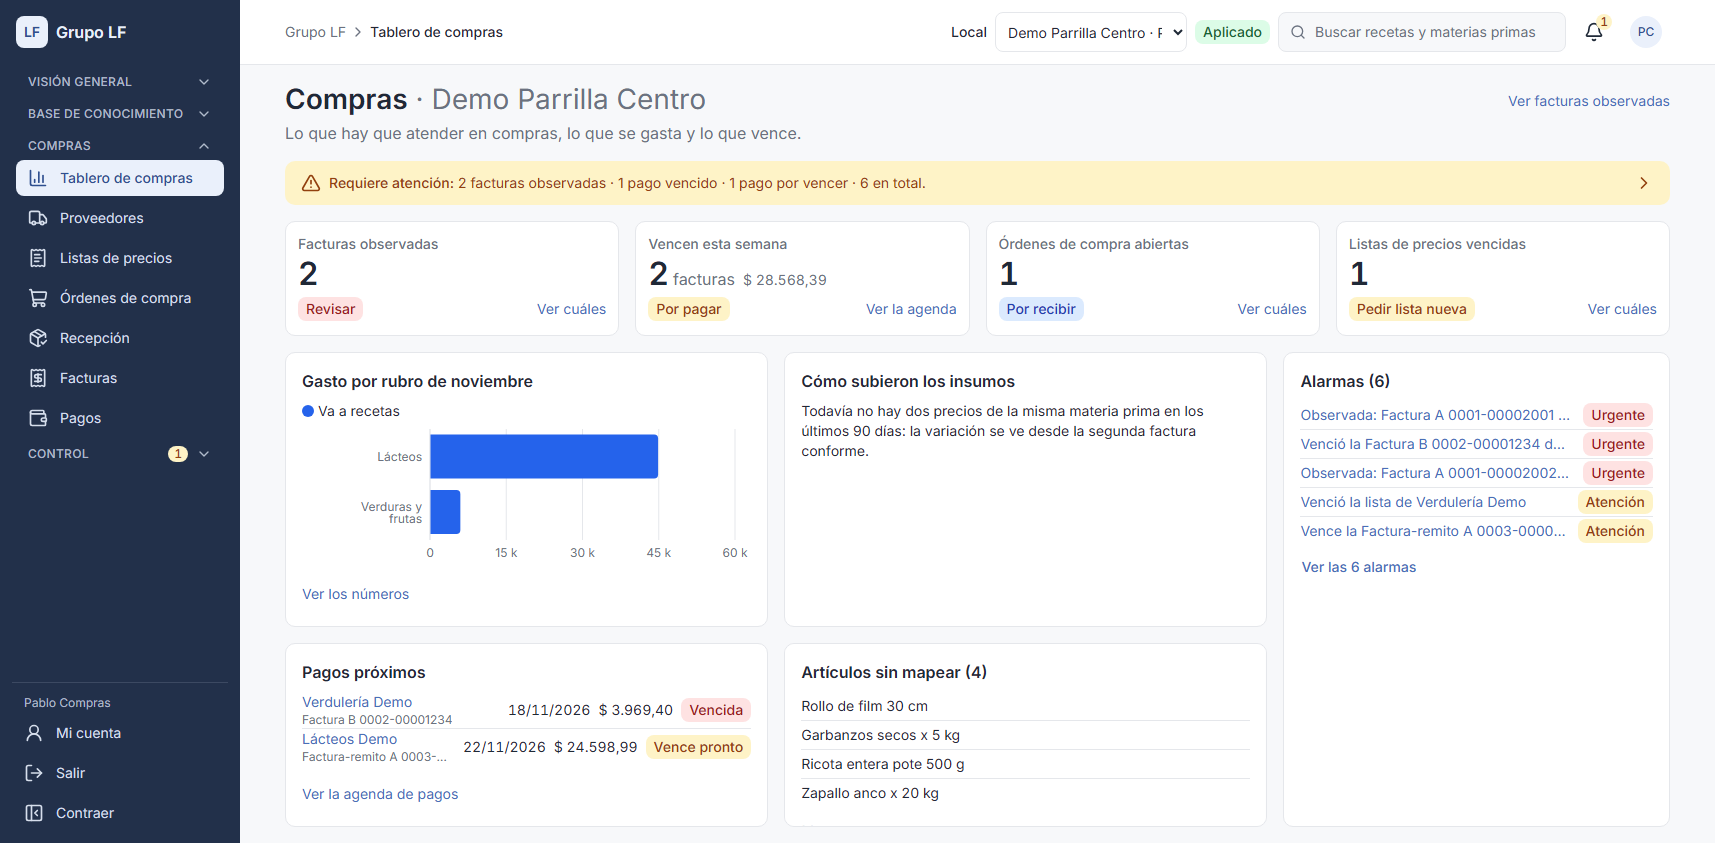 LF Grupo LF
VISIÓN GENERAL
BASE DE CONOCIMIENTO
COMPRAS
Tablero de compras
Proveedores
Listas de precios
Órdenes de compra
Recepción
Facturas
Pagos
CONTROL 1
Pablo Compras
Mi cuenta
Salir
Contraer
Grupo LF > Tablero de compras
Local Demo Parrilla Centro · Aplicado
Buscar recetas y materias primas
1
PC
Compras · Demo Parrilla Centro
Ver facturas observadas
Lo que hay que atender en compras, lo que se gasta y lo que vence.
Requiere atención: 2 facturas observadas · 1 pago vencido · 1 pago por vencer · 6 en total.
Facturas observadas
2
Revisar Ver cuáles
Vencen esta semana
2 facturas $ 28.568,39
Por pagar Ver la agenda
Órdenes de compra abiertas
1
Por recibir Ver cuáles
Listas de precios vencidas
1
Pedir lista nueva Ver cuáles
Gasto por rubro de noviembre
Va a recetas
Lácteos
Verduras y
frutas
0 15 k 30 k 45 k 60 k
Ver los números
Cómo subieron los insumos
Todavía no hay dos precios de la misma materia prima en los
últimos 90 días: la variación se ve desde la segunda factura
conforme.
Alarmas (6)
Observada: Factura A 0001-00002001 ... Urgente
Venció la Factura B 0002-00001234 d... Urgente
Observada: Factura A 0001-00002002... Urgente
Venció la lista de Verdulería Demo Atención
Vence la Factura-remito A 0003-0000... Atención
Ver las 6 alarmas
Pagos próximos
Verdulería Demo
Factura B 0002-00001234
18/11/2026 $ 3.969,40 Vencida
Lácteos Demo
Factura-remito A 0003-...
22/11/2026 $ 24.598,99 Vence pronto
Ver la agenda de pagos
Artículos sin mapear (4)
Rollo de film 30 cm
Garbanzos secos x 5 kg
Ricota entera pote 500 g
Zapallo anco x 20 kg